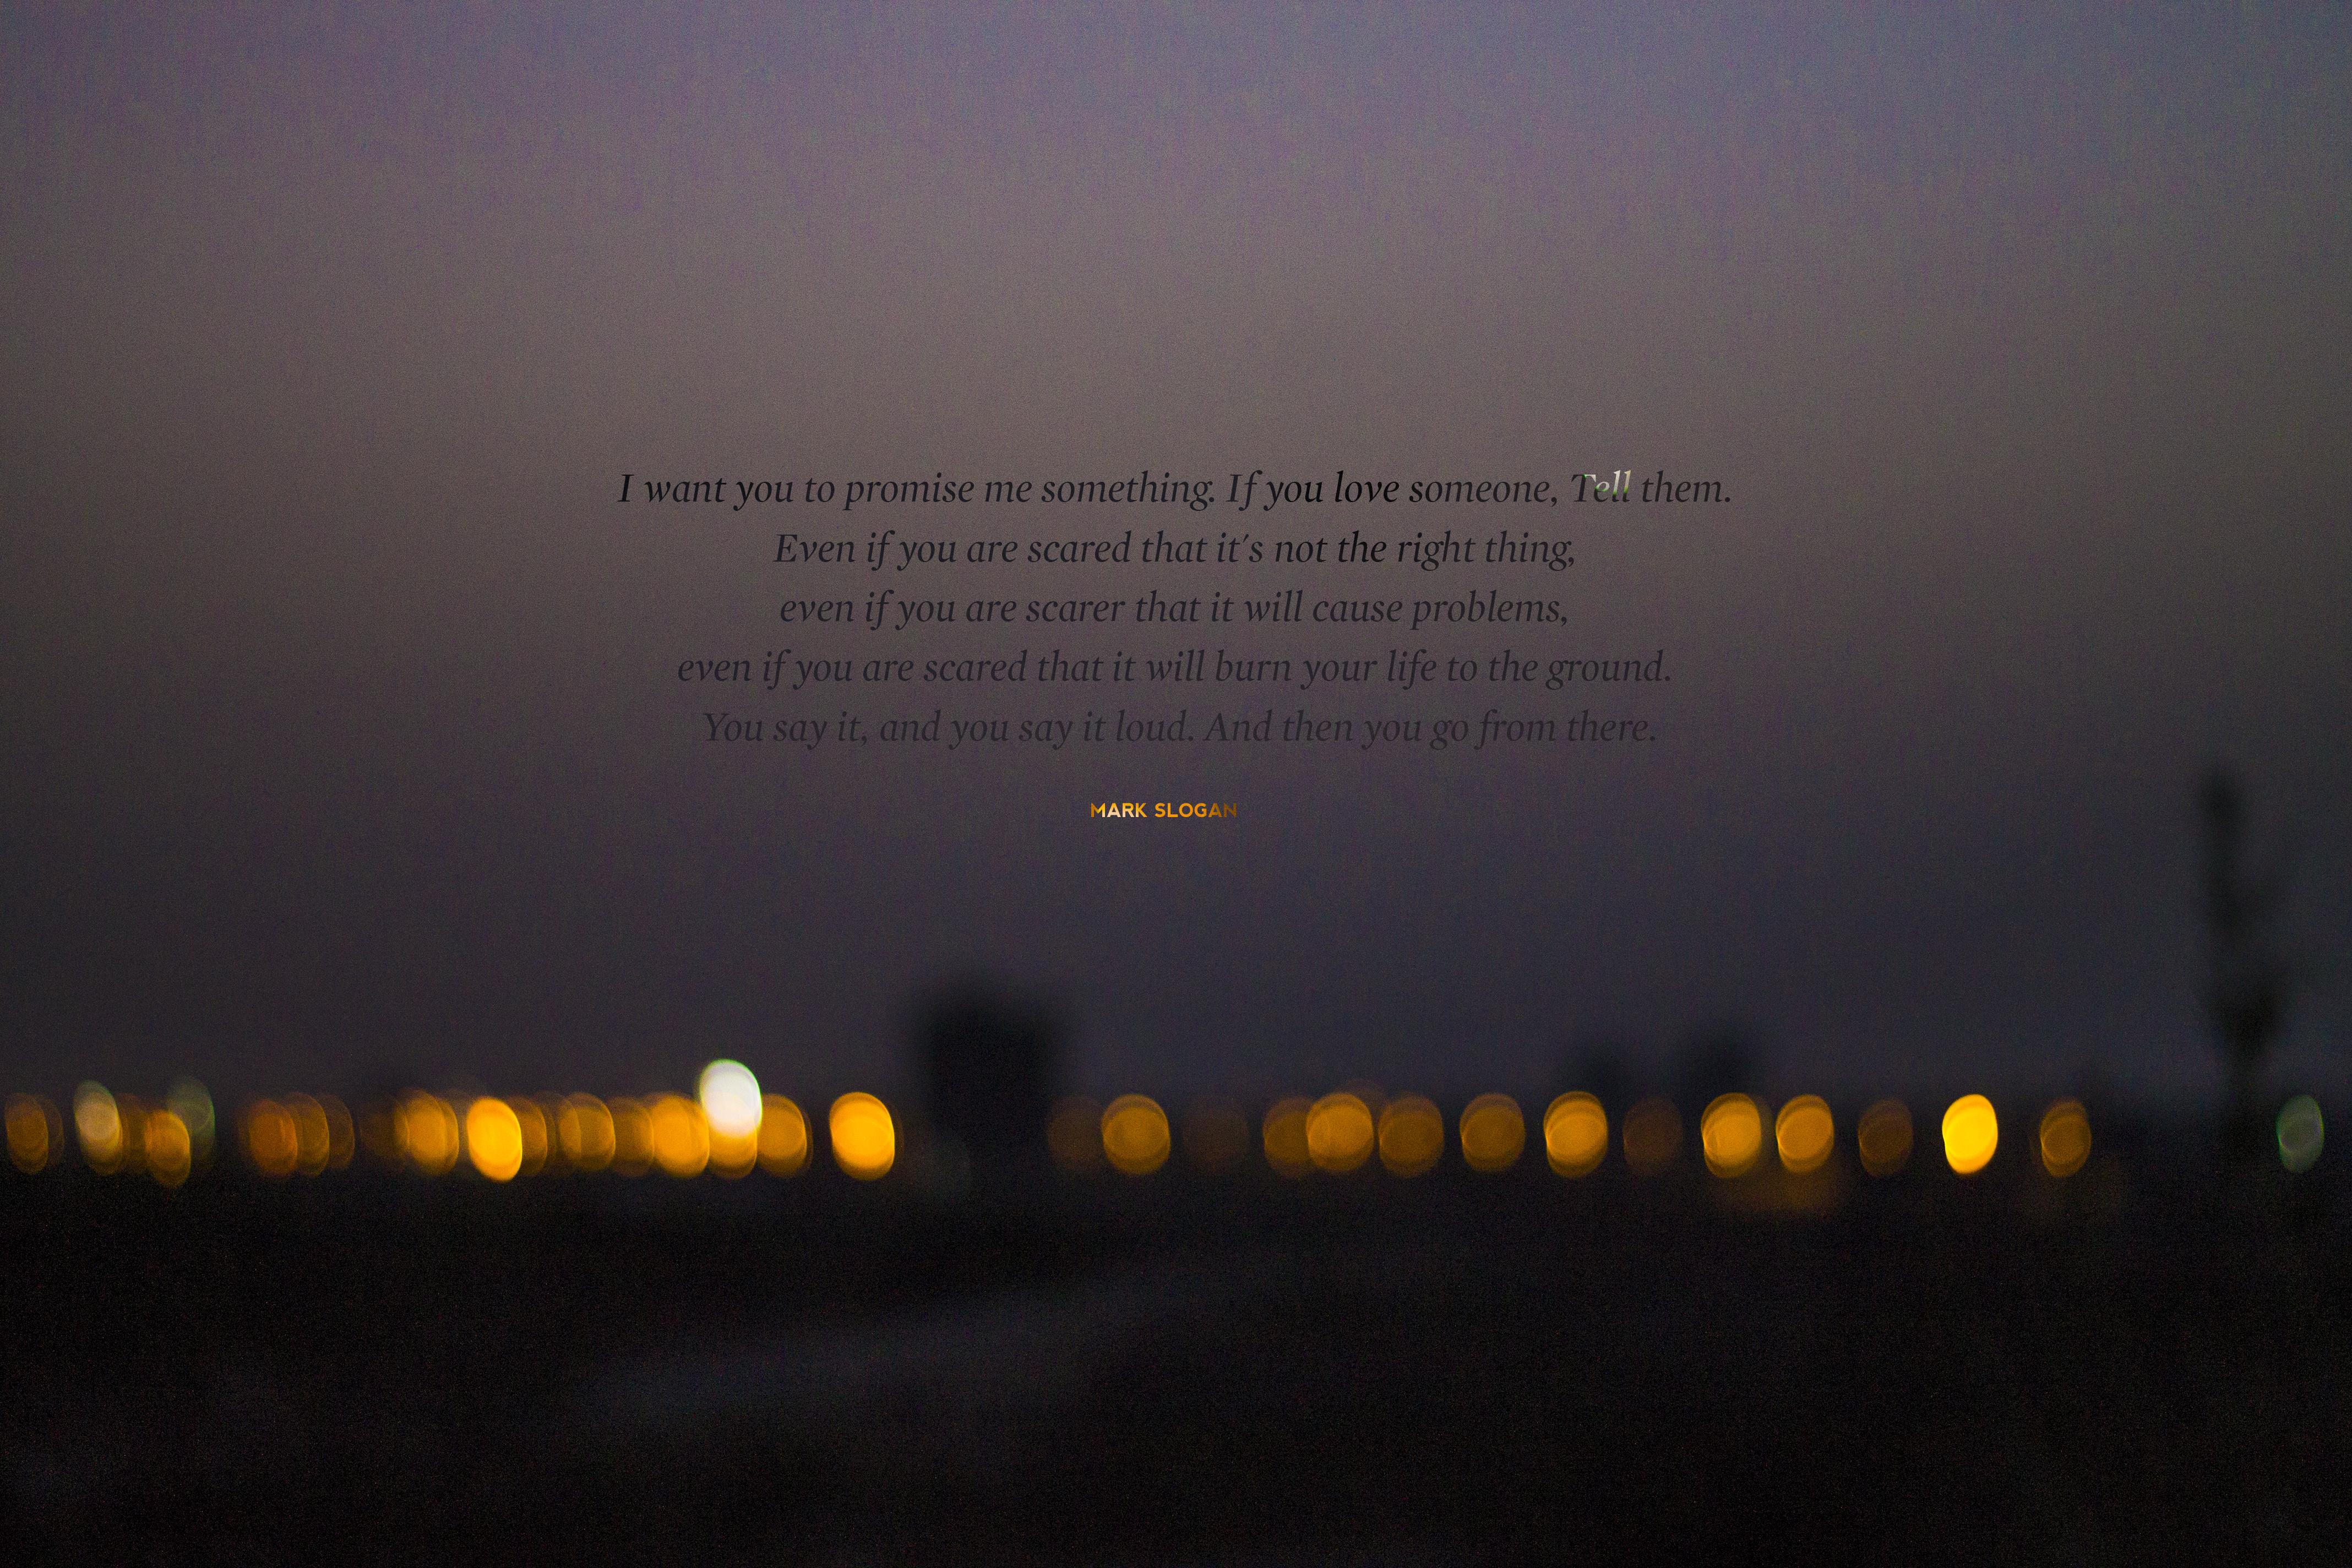 I want you to promise me something. If you love someone, Tell them.
Even if you are scared that it's not the right thing,
even if you are scarer that it will cause problems,
even if you are scared that it will burn your life to the ground.
You say it, and you say it loud. And then you go from there.
MARK SLOGAN